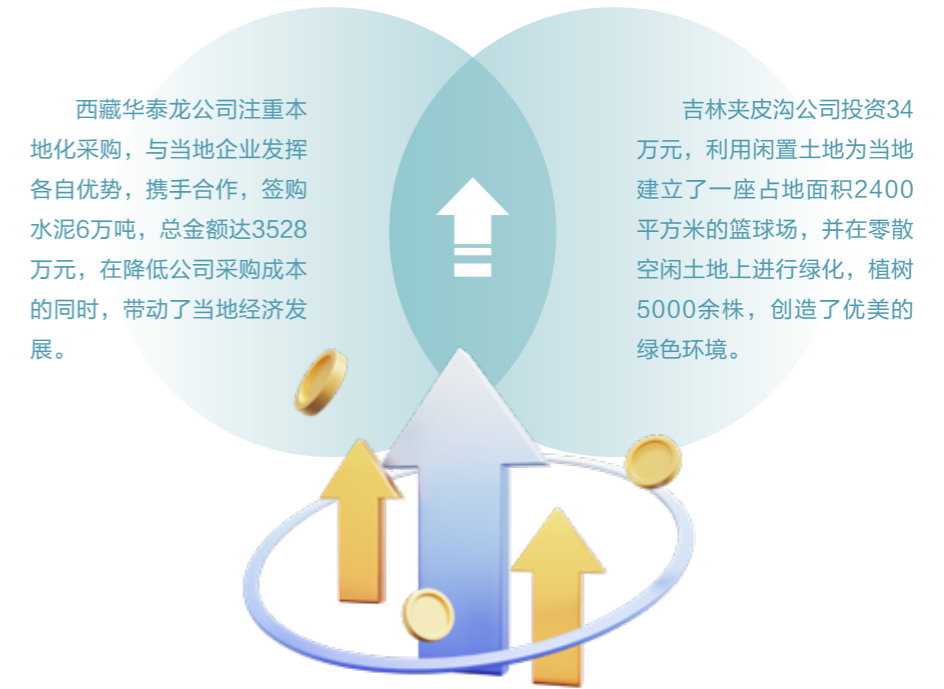 西藏华泰龙公司注重本
地化采购，与当地企业发挥
各自优势，携手合作，签购
水泥6万吨，总金额达3528
万元，在降低公司采购成本
的同时，带动了当地经济发
展。
吉林夹皮沟公司投资34
万元，利用闲置土地为当地
建立了一座占地面积2400
平方米的篮球场，并在零散
空闲土地上进行绿化，植树
5000余株，创造了优美的
绿色环境。